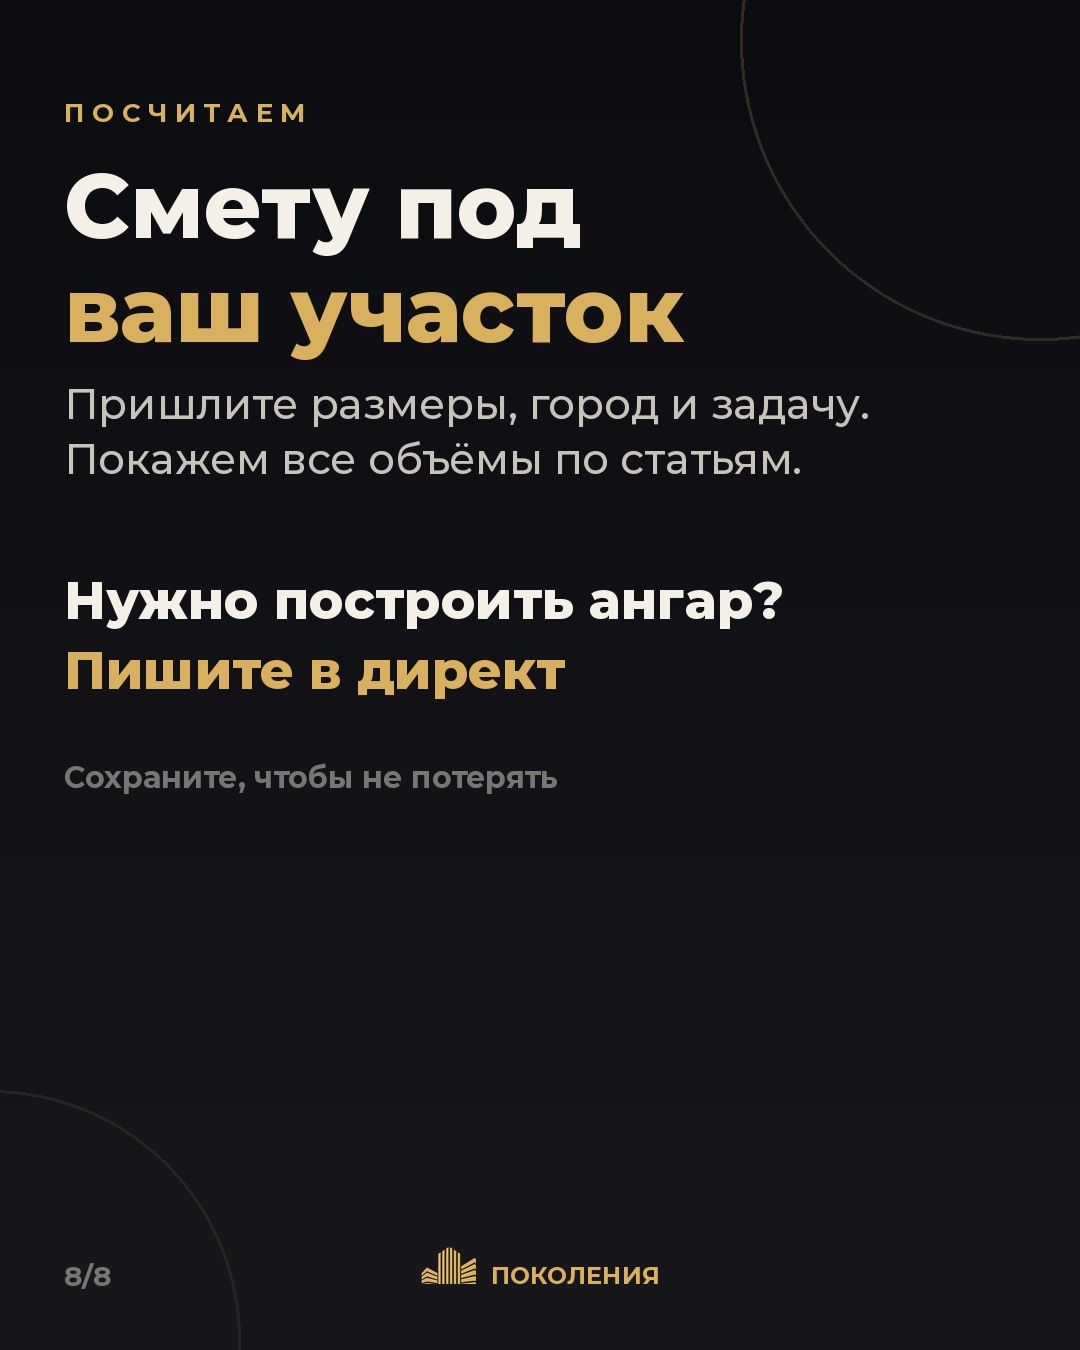 ПОСЧИТАЕМ
Смету под
ваш участок
Пришлите размеры, город и задачу.
Покажем все объёмы по статьям.
Нужно построить ангар?
Пишите в директ
Сохраните, чтобы не потерять
8/8
ПОКОЛЕНИЯ